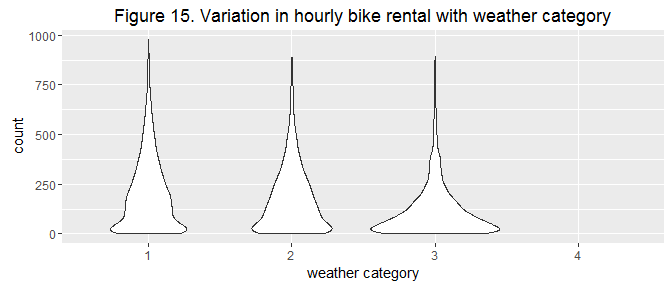 Figure 15. Variation in hourly bike rental with weather category
1000
750
500
250
0
count
1 2 3 4
weather category